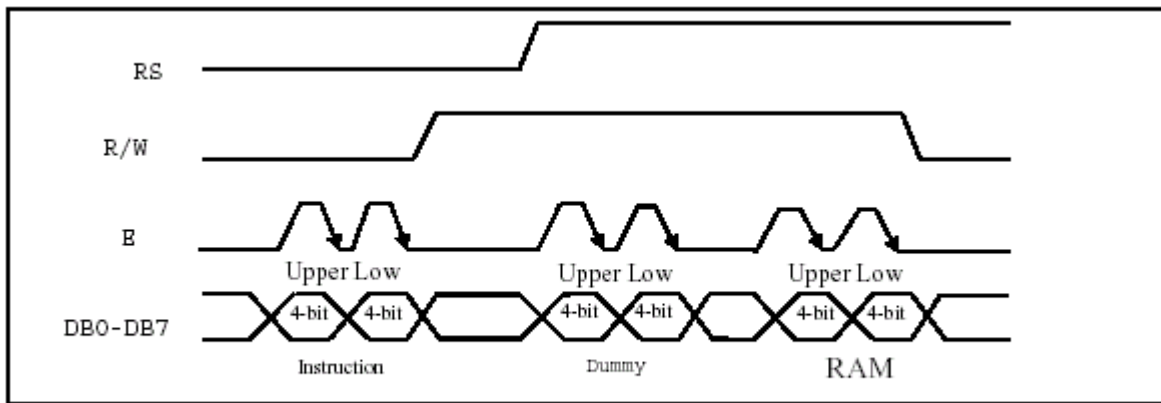 RS
R/W
E
Upper Low Upper Low Upper Low
DB0-DB7 4-bit 4-bit 4-bit 4-bit 4-bit 4-bit
Instruction Dummy RAM